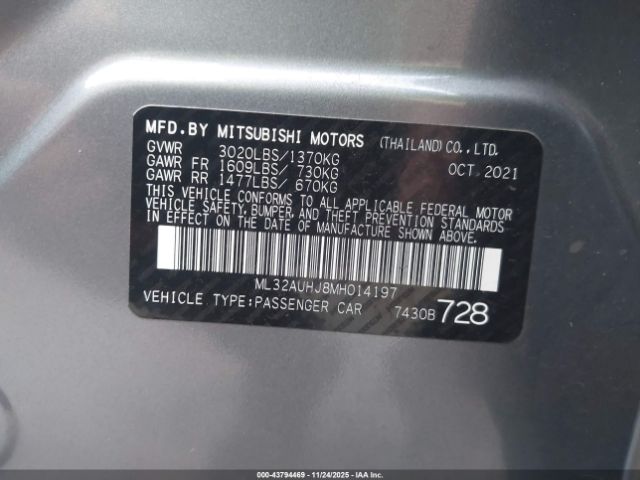 MFD.BY MITSUBISHI MOTORS (THAILAND) CO., LTD.
GVWR 3020LBS/1370KG OCT 2021
GAWR FR 1609LBS/ 730KG
GAWR RR 1477LBS/ 670KG
THIS VEHICLE CONFORMS TO ALL APPLICABLE FEDERAL MOTOR
VEHICLE SAFETY, BUMPER, AND THEFT PREVENTION STANDARDS
IN EFFECT ON THE DATE OF MANUFACTURE SHOWN ABOVE.
ML32AUHJ8MH014197
VEHICLE TYPE:PASSENGER CAR 7430B 728
000-43794469 - 11/24/2025 - IAAI.COM